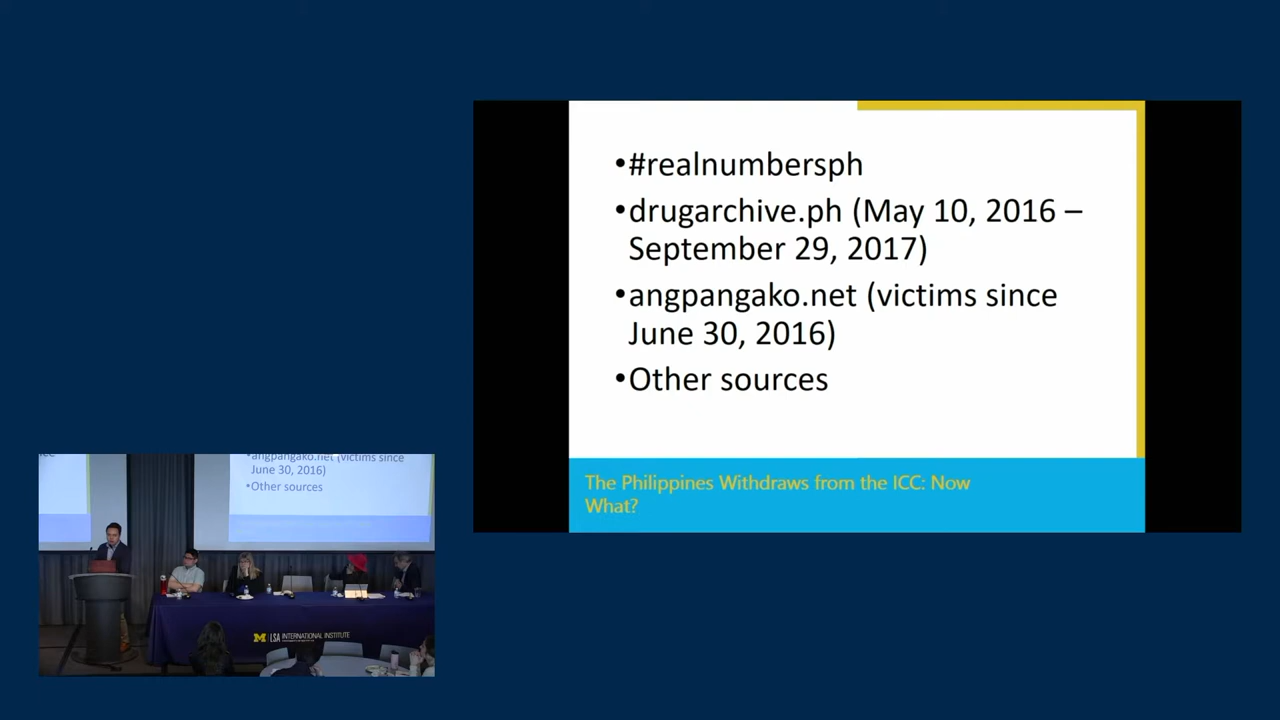 •#realnumbersph
•drugarchive.ph (May 10, 2016 –
September 29, 2017)
•angpangako.net (victims since
June 30, 2016)
•Other sources
The Philippines Withdraws from the ICC: Now
What?
angpangako.net (victims since
June 30, 2016)
•Other sources
M LSA INTERNATIONAL INSTITUTE